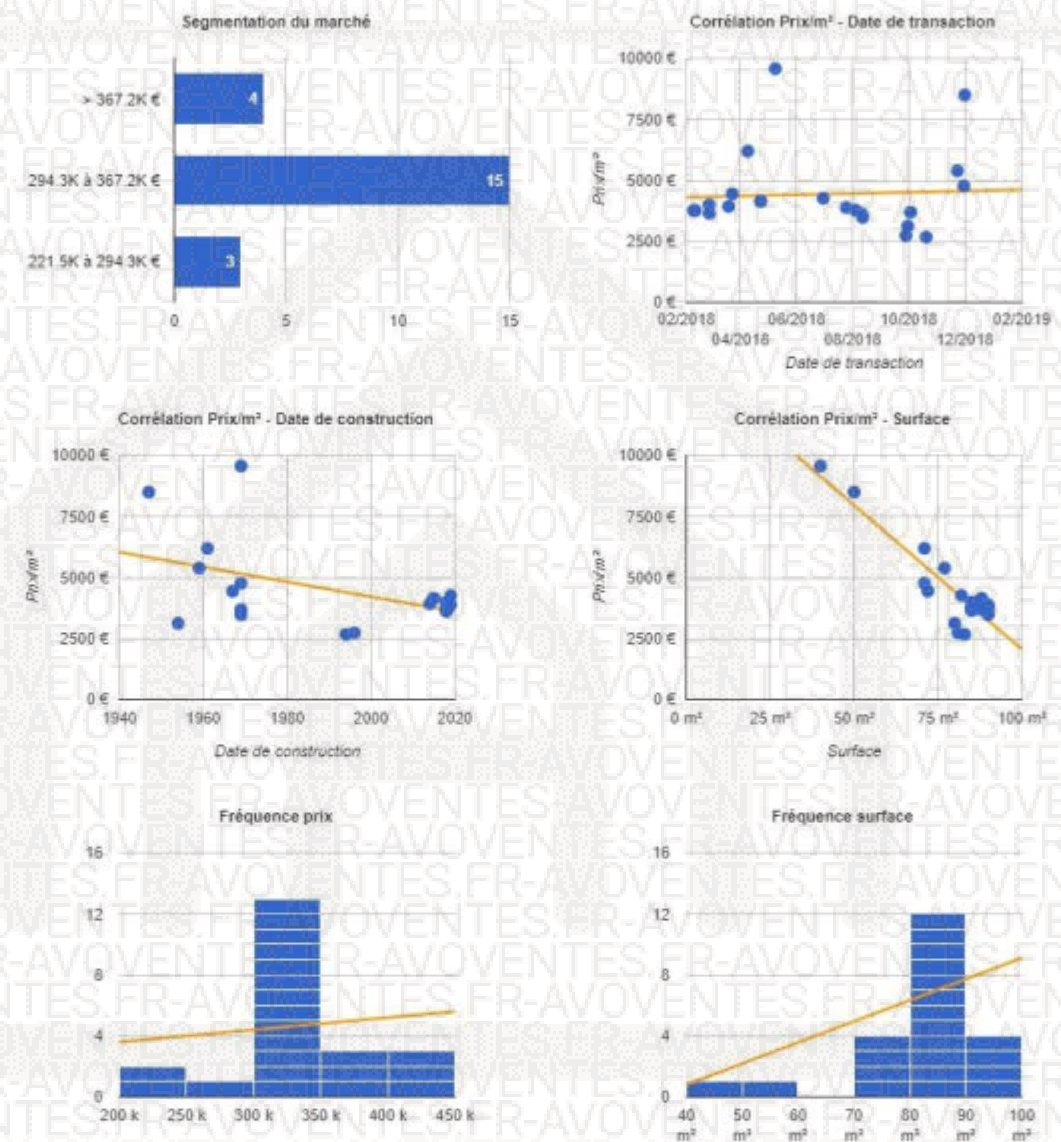 Segmentation du marché
> 367.2K €
4
294.3K à 367.2K €
15
221.5K à 294.3K €
3
0 5 10 15
Corrélation Prix/m² - Date de transaction
10000 €
7500 €
5000 €
2500 €
0 €
Prix/m²
02/2018 06/2018 10/2018 02/2019
04/2018 08/2018 12/2018
Date de transaction
Corrélation Prix/m² - Date de construction
10000 €
7500 €
5000 €
2500 €
0 €
Prix/m²
1940 1960 1980 2000 2020
Date de construction
Corrélation Prix/m² - Surface
10000 €
7500 €
5000 €
2500 €
0 €
Prix/m²
0 m² 25 m² 50 m² 75 m² 100 m²
Surface
Fréquence prix
16
12
8
4
0
200 k 250 k 300 k 350 k 400 k 450 k
Fréquence surface
16
12
8
4
0
40 50 60 70 80 90 100
m² m² m² m² m² m² m²
AVOVENTES.FR